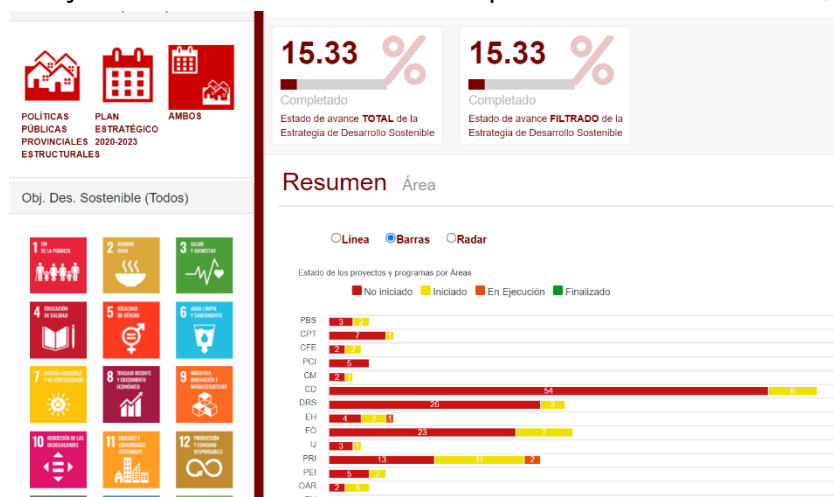 POLÍTICAS
PÚBLICAS
PROVINCIALES
ESTRUCTURALES
PLAN
ESTRATÉGICO
2020-2023
AMBOS
Obj. Des. Sostenible (Todos)
1 FIN
DE LA POBREZA
2 HAMBRE
CERO
3 SALUD
Y BIENESTAR
4 EDUCACIÓN
DE CALIDAD
5 IGUALDAD
DE GÉNERO
6 AGUA LIMPIA
Y SANEAMIENTO
7 ENERGÍA ASEQUIBLE
Y NO CONTAMINANTE
8 TRABAJO DECENTE
Y CRECIMIENTO
ECONÓMICO
9 INDUSTRIA,
INNOVACIÓN E
INFRAESTRUCTURA
10 REDUCCIÓN DE LAS
DESIGUALDADES
11 CIUDADES Y
COMUNIDADES
SOSTENIBLES
12 PRODUCCIÓN
Y CONSUMO
RESPONSABLES
15.33 %
Completado
Estado de avance TOTAL de la
Estrategia de Desarrollo Sostenible
15.33 %
Completado
Estado de avance FILTRADO de la
Estrategia de Desarrollo Sostenible
Resumen Área
Línea Barras Radar
Estado de los proyectos y programas por Áreas
No iniciado Iniciado En Ejecución Finalizado
PBS 3 2
CPT 7 1
CFE 2 2
PCI 5
CM 2 1
CD 54 6
DRS 26 3
EH 4 3 1
FO 23 7
IJ 3 1
PRI 13 11 2
PEI 5 2
OAR 2 3